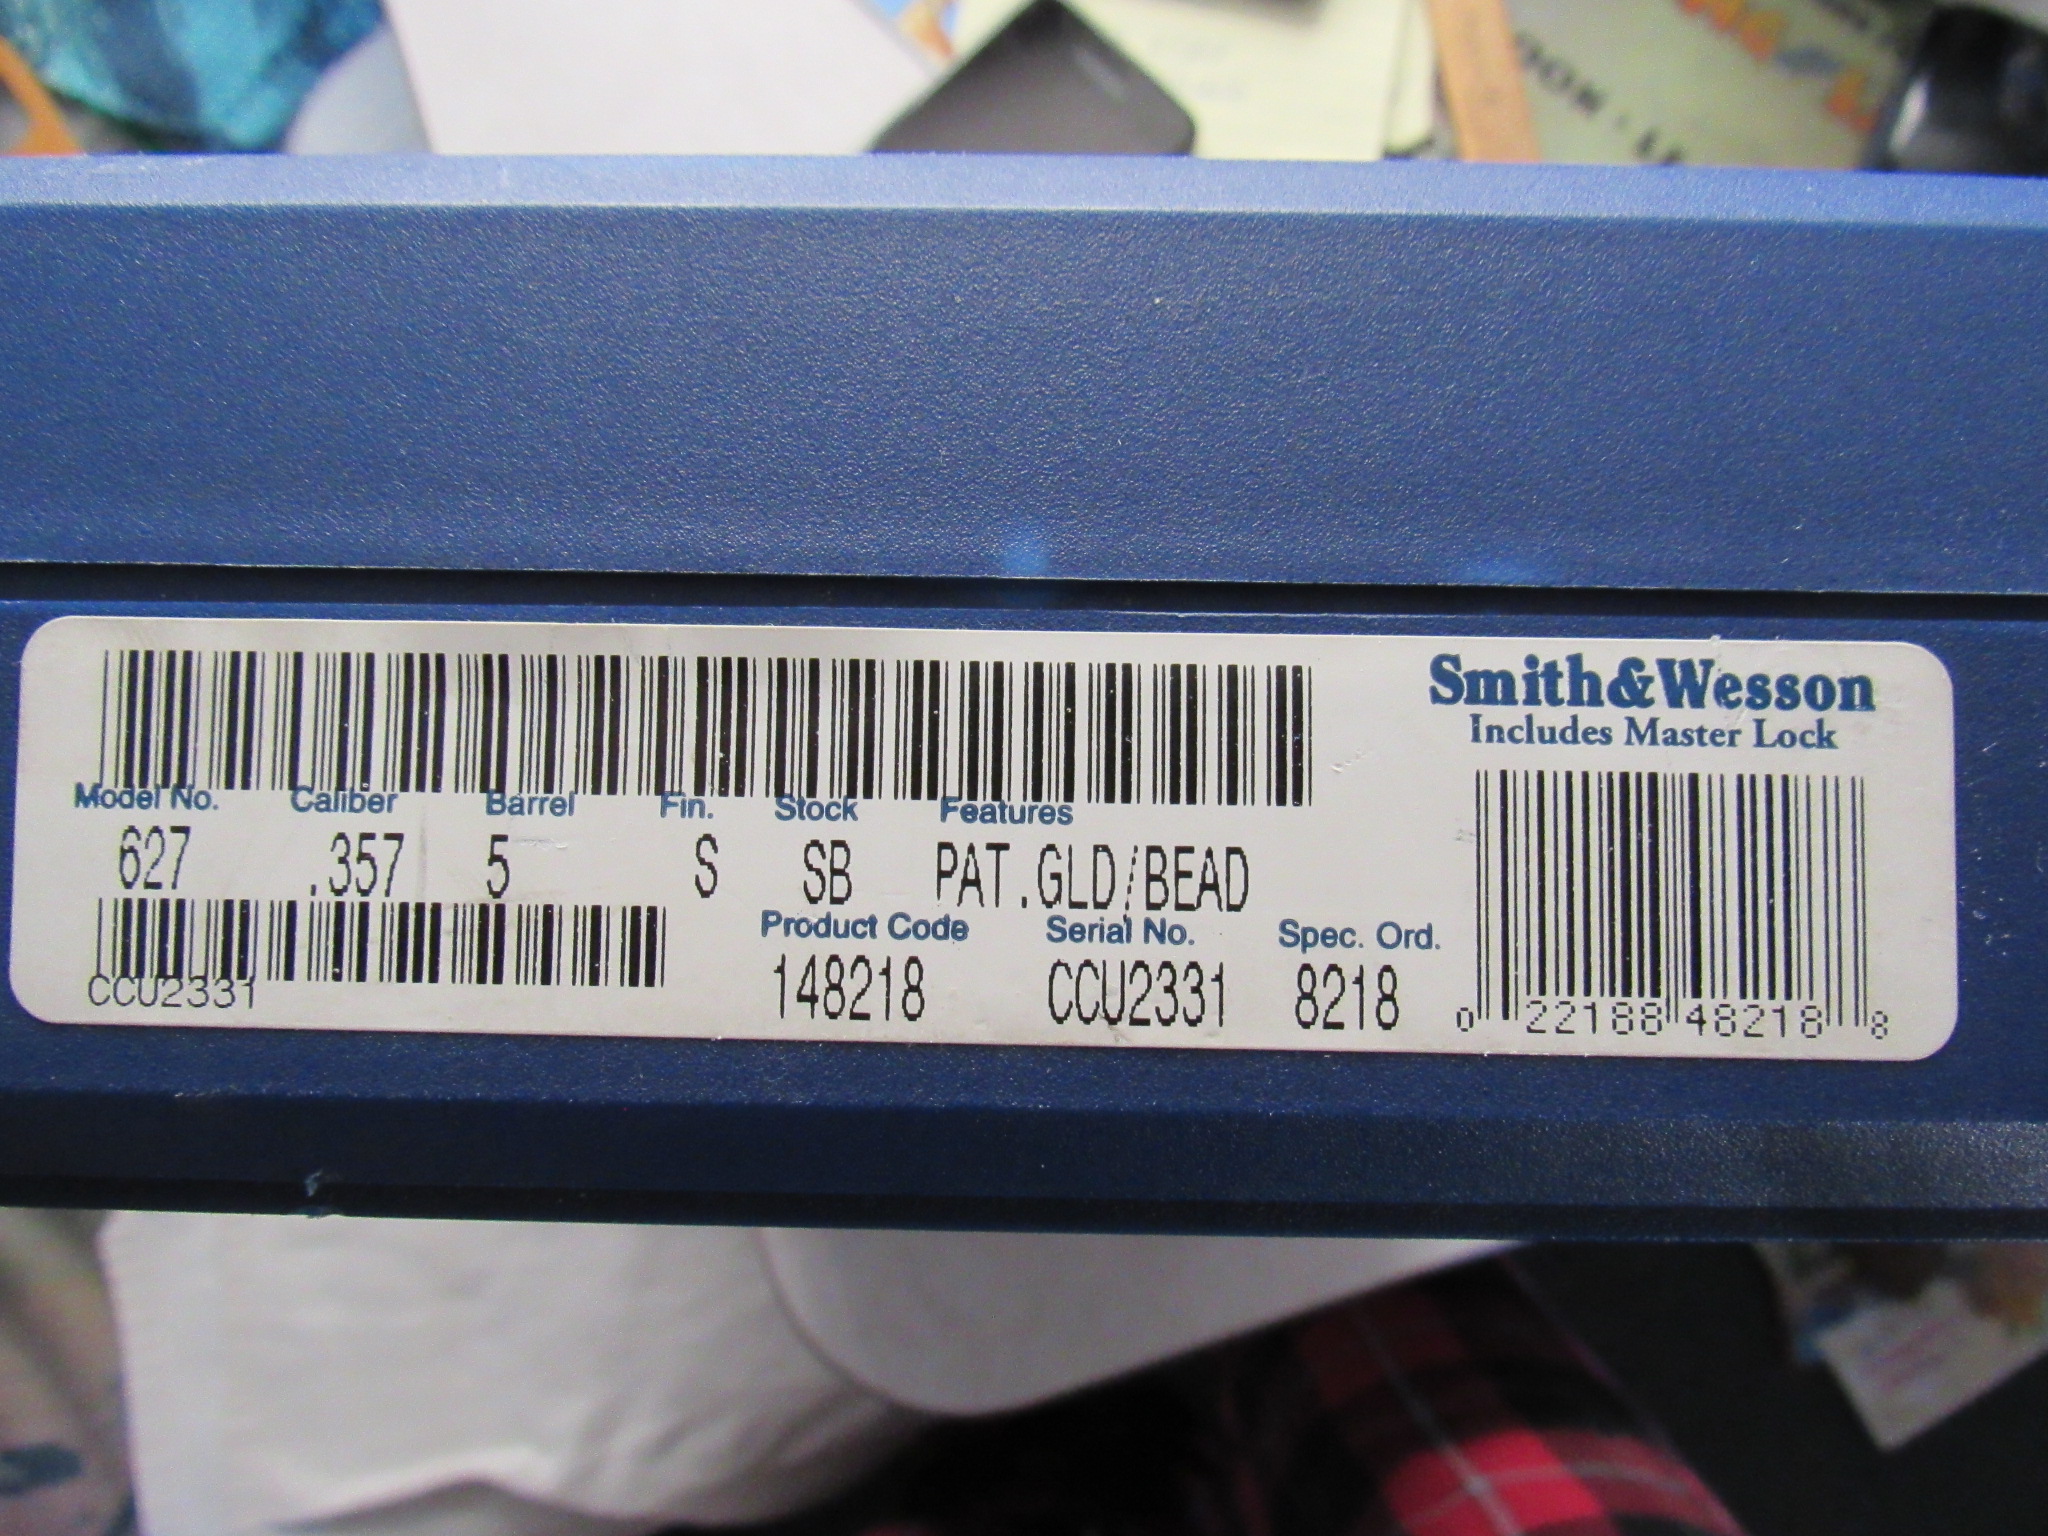 Smith&Wesson
Includes Master Lock
Model No. Caliber Barrel Fin. Stock Features
627 .357 5 S SB PAT.GLD/BEAD
Product Code Serial No. Spec. Ord.
CCU2331 148218 CCU2331 8218
0 22188 48218 8